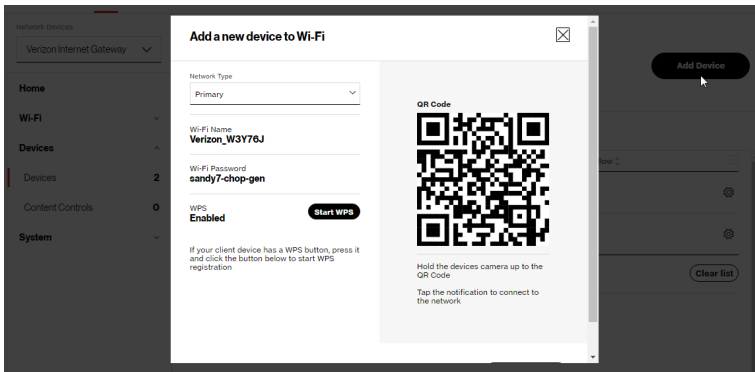 Network Devices
Verizon Internet Gateway
Home
Wi-Fi
Devices
Devices 2
Content Controls 0
System
Add a new device to Wi-Fi
Network Type
Primary
Wi-Fi Name
Verizon_W3Y76J
Wi-Fi Password
sandy7-chop-gen
WPS
Enabled
Start WPS
If your client device has a WPS button, press it
and click the button below to start WPS
registration
QR Code
Hold the devices camera up to the
QR Code
Tap the notification to connect to
the network
Add Device
Clear list